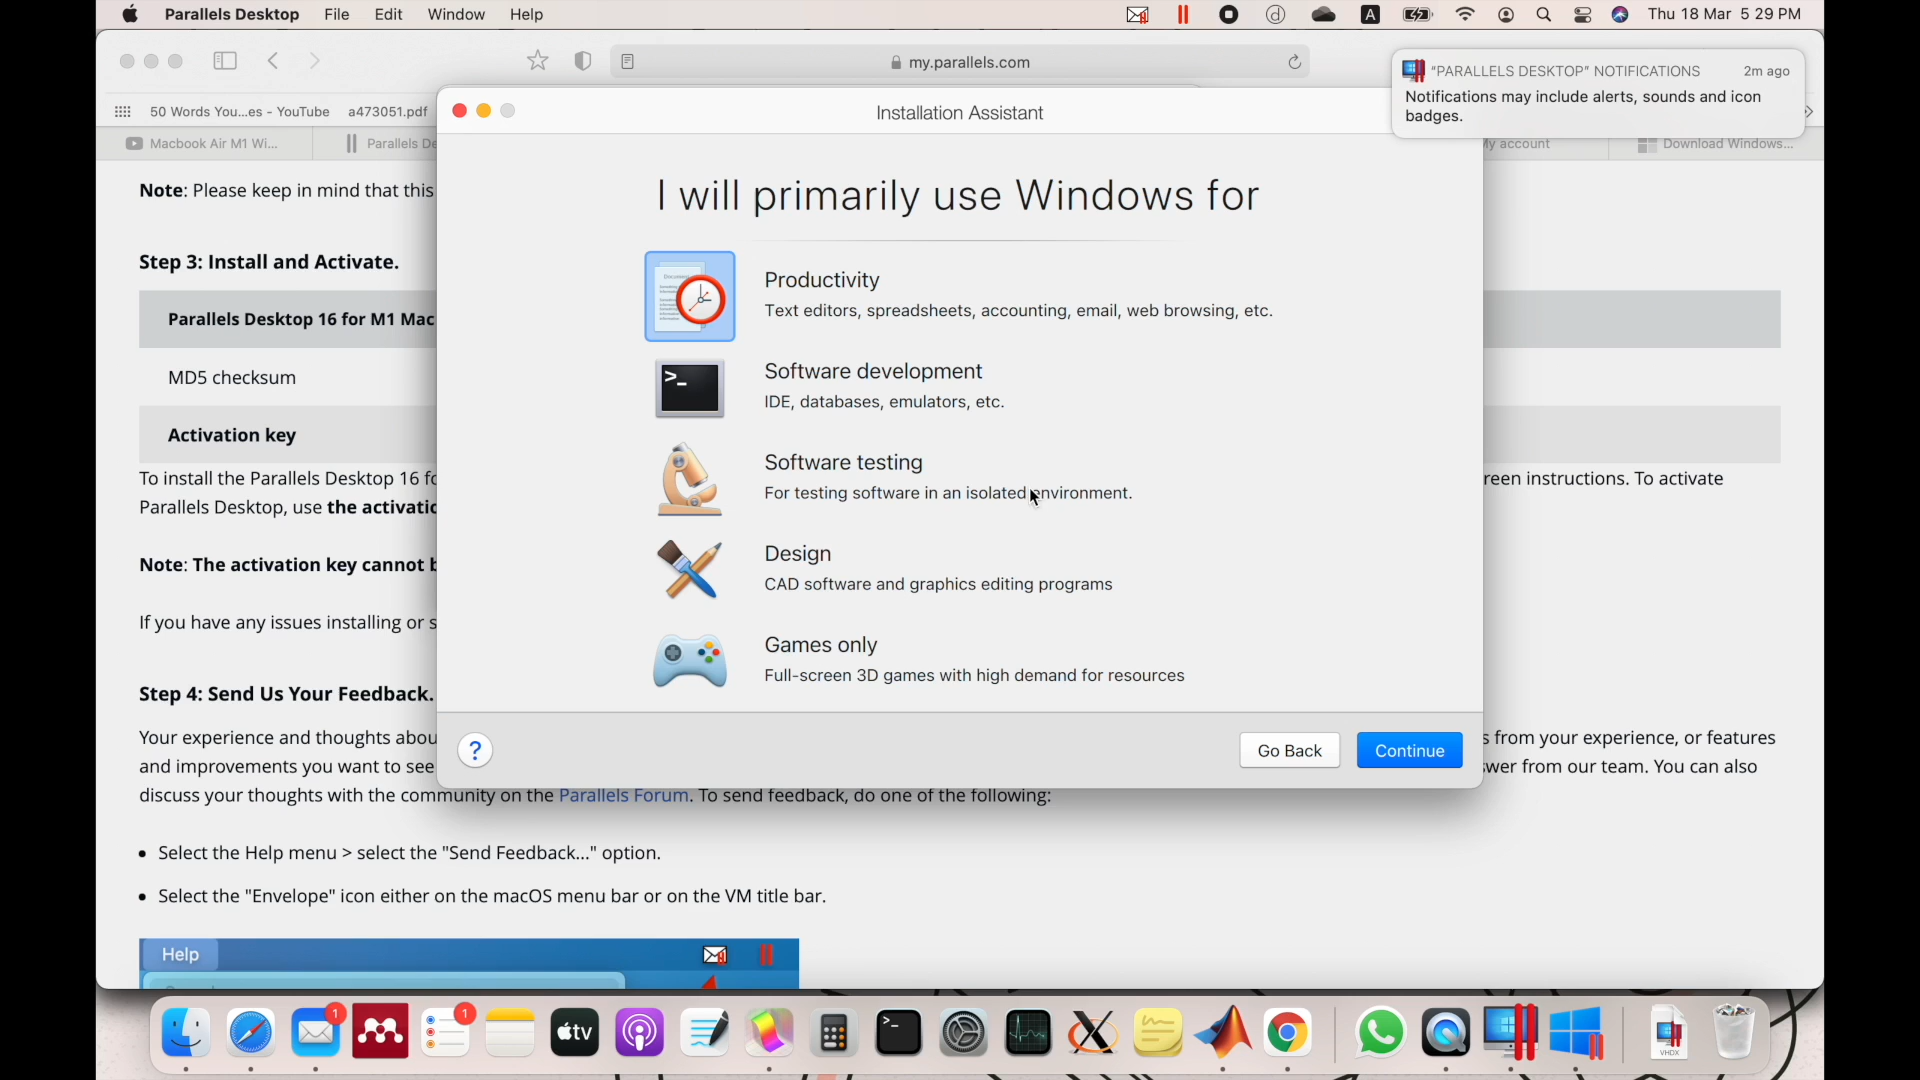 Parallels Desktop File Edit Window Help
A
Thu 18 Mar 5 29 PM
my.parallels.com
"PARALLELS DESKTOP" NOTIFICATIONS 2m ago
Notifications may include alerts, sounds and icon
badges.
50 Words You...es - YouTube a473051.pdf
Installation Assistant
Macbook Air M1 Wi... Parallels De
My account Download Windows...
Note: Please keep in mind that this
I will primarily use Windows for
Step 3: Install and Activate.
Productivity
Text editors, spreadsheets, accounting, email, web browsing, etc.
Parallels Desktop 16 for M1 Mac
MD5 checksum
Software development
IDE, databases, emulators, etc.
Activation key
Software testing
For testing software in an isolated environment.
To install the Parallels Desktop 16 fo
reen instructions. To activate
Parallels Desktop, use the activatio
Design
CAD software and graphics editing programs
Note: The activation key cannot b
If you have any issues installing or s
Games only
Full-screen 3D games with high demand for resources
Step 4: Send Us Your Feedback.
Your experience and thoughts abou
s from your experience, or features
? Go Back Continue
and improvements you want to see
swer from our team. You can also
discuss your thoughts with the community on the Parallels Forum. To send feedback, do one of the following:
• Select the Help menu > select the "Send Feedback..." option.
• Select the "Envelope" icon either on the macOS menu bar or on the VM title bar.
Help
1
1
tv
VHDX